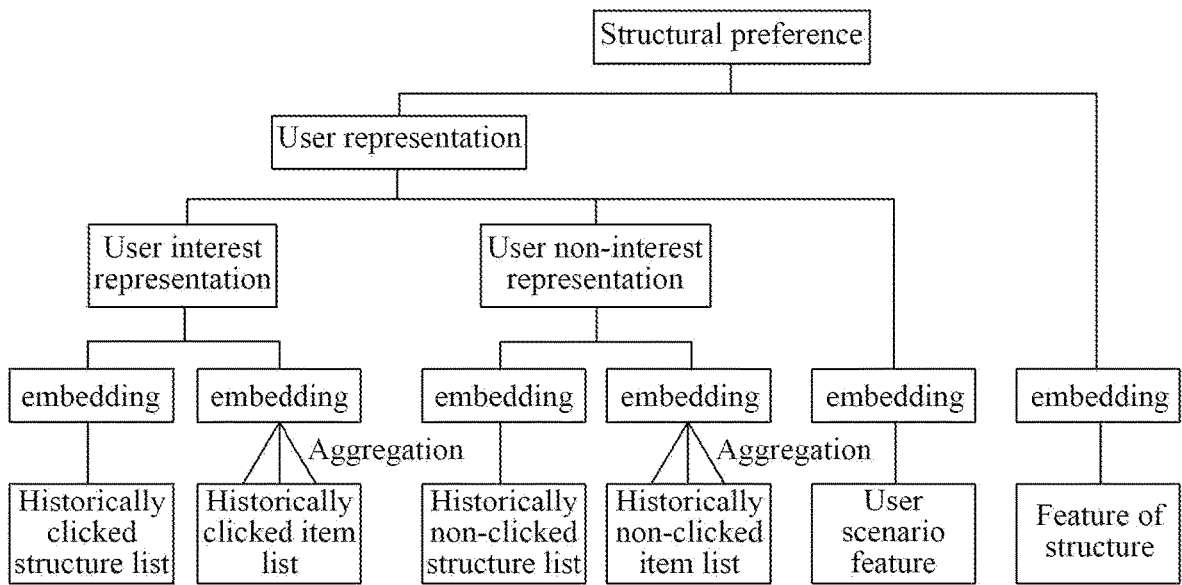 Structural preference
User representation
User interest
representation
User non-interest
representation
embedding
embedding
embedding
embedding
embedding
embedding
Aggregation
Aggregation
Historically
clicked
structure list
Historically
clicked item
list
Historically
non-clicked
structure list
Historically
non-clicked
item list
User
scenario
feature
Feature of
structure